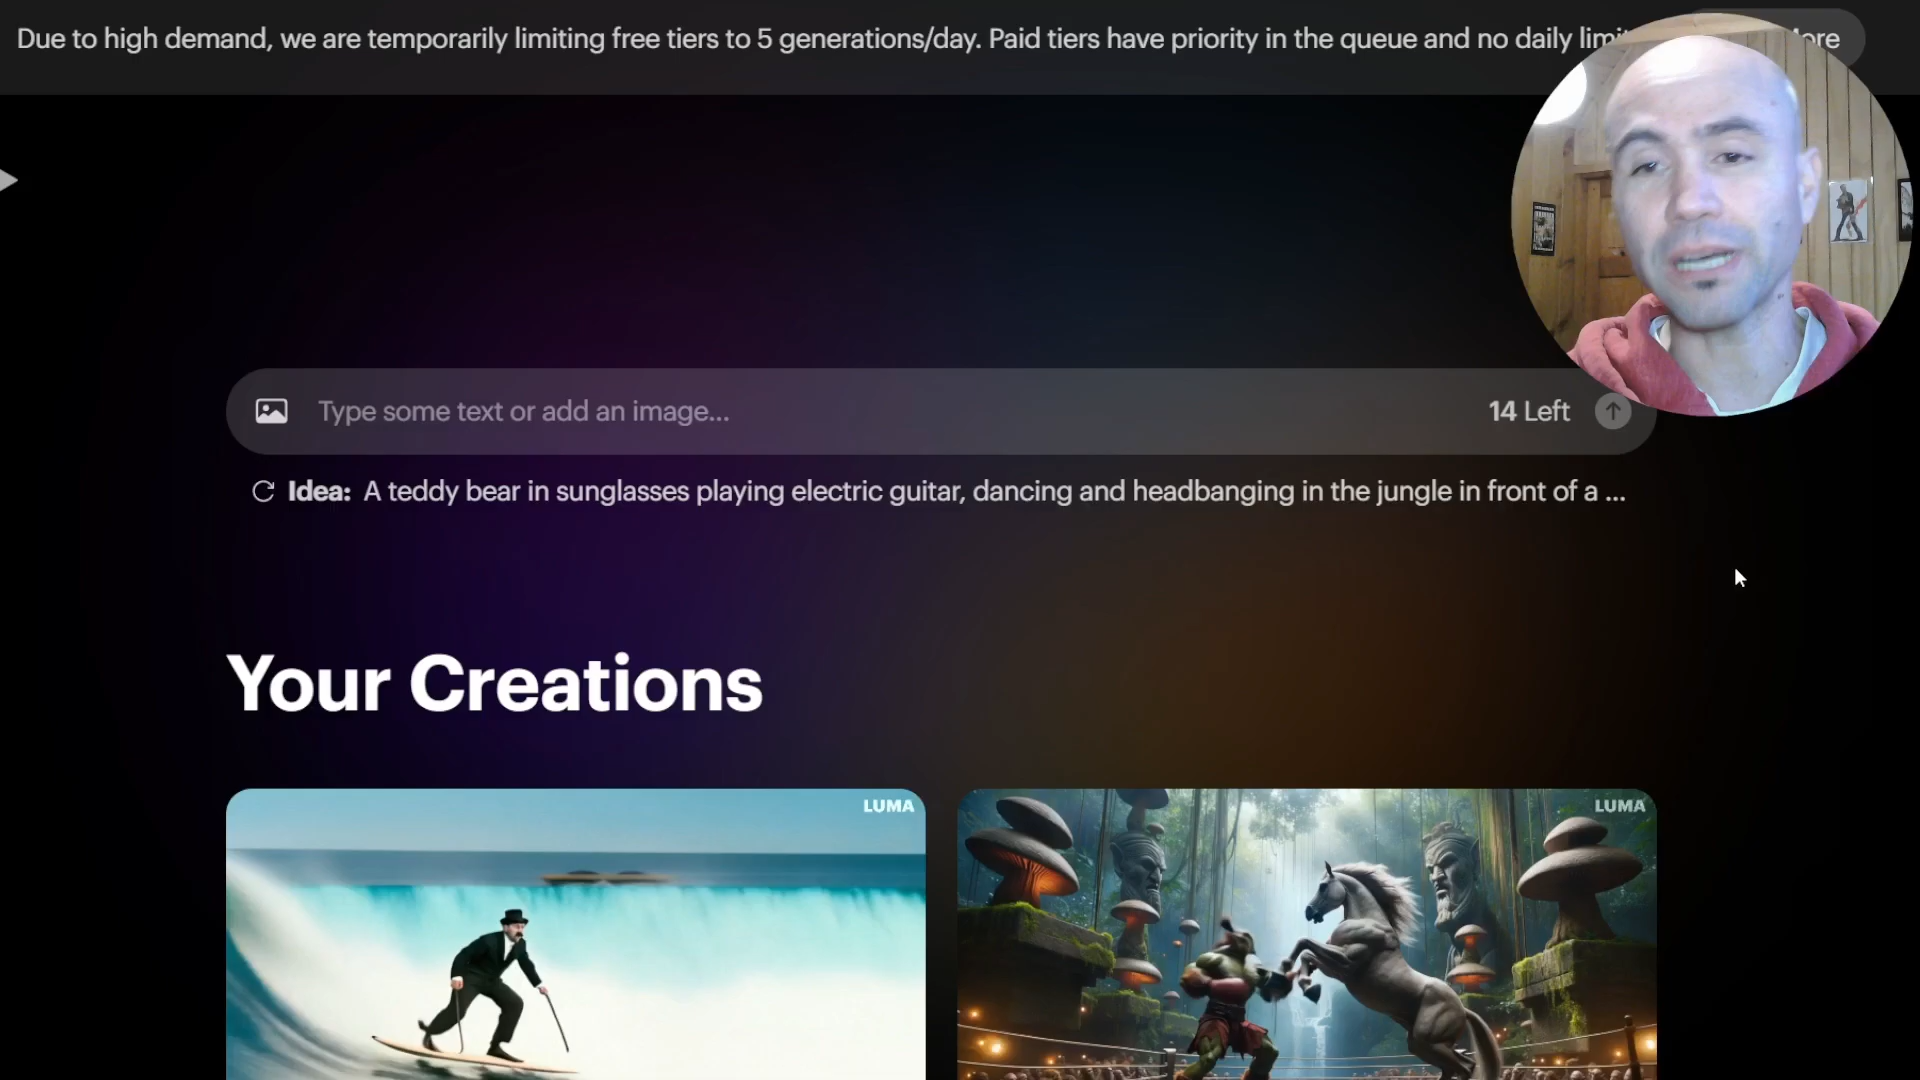 Due to high demand, we are temporarily limiting free tiers to 5 generations/day. Paid tiers have priority in the queue and no daily
Type some text or add an image...
14 Left
Idea: A teddy bear in sunglasses playing electric guitar, dancing and headbanging in the jungle in front of a ...
Your Creations
LUMA
LUMA